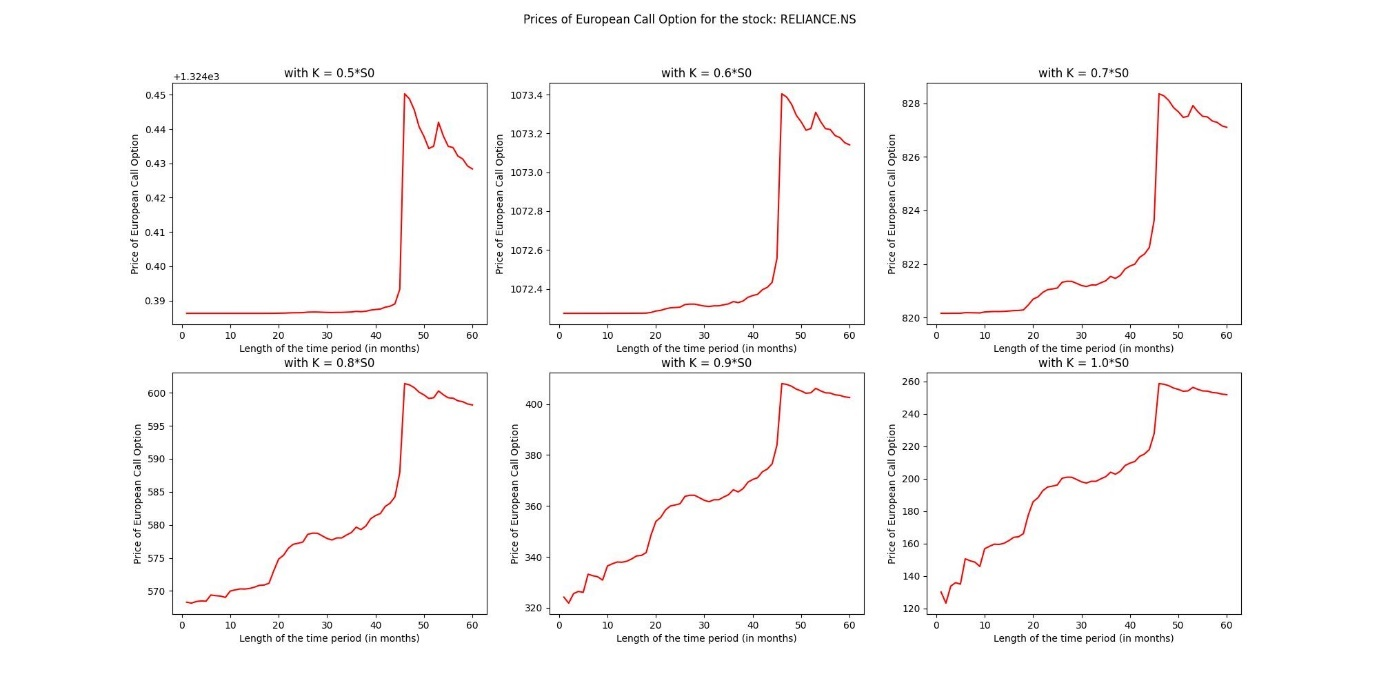 Prices of European Call Option for the stock: RELIANCE.NS
with K = 0.5*S0
+1.324e3
0.45
0.44
0.43
0.42
0.41
0.40
0.39
Price of European Call Option
0 10 20 30 40 50 60
Length of the time period (in months)
with K = 0.6*S0
1073.4
1073.2
1073.0
1072.8
1072.6
1072.4
Price of European Call Option
0 10 20 30 40 50 60
Length of the time period (in months)
with K = 0.7*S0
828
826
824
822
820
Price of European Call Option
0 10 20 30 40 50 60
Length of the time period (in months)
with K = 0.8*S0
600
595
590
585
580
575
570
Price of European Call Option
0 10 20 30 40 50 60
Length of the time period (in months)
with K = 0.9*S0
400
380
360
340
320
Price of European Call Option
0 10 20 30 40 50 60
Length of the time period (in months)
with K = 1.0*S0
260
240
220
200
180
160
140
120
Price of European Call Option
0 10 20 30 40 50 60
Length of the time period (in months)